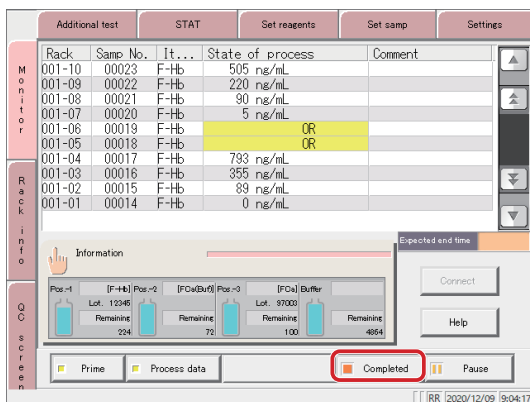 Additional test STAT Set reagents Set samp Settings
Monitor
Rack info
QC screen
Rack Samp No. It... State of process Comment
001-10 00023 F-Hb 505 ng/mL
001-09 00022 F-Hb 220 ng/mL
001-08 00021 F-Hb 90 ng/mL
001-07 00020 F-Hb 5 ng/mL
001-06 00019 F-Hb OR
001-05 00018 F-Hb OR
001-04 00017 F-Hb 793 ng/mL
001-03 00016 F-Hb 355 ng/mL
001-02 00015 F-Hb 89 ng/mL
001-01 00014 F-Hb 0 ng/mL
Expected end time
Information
Pos.-1 [F-Hb] Pos.-2 [FCa(Buf)] Pos.-3 [FCa] Buffer
Lot. 12345 Lot. 97003
Remaining Remaining Remaining Remaining
224 72 100 4864
Connect
Help
Prime Process data Completed Pause
RR 2020/12/09 9:04:17